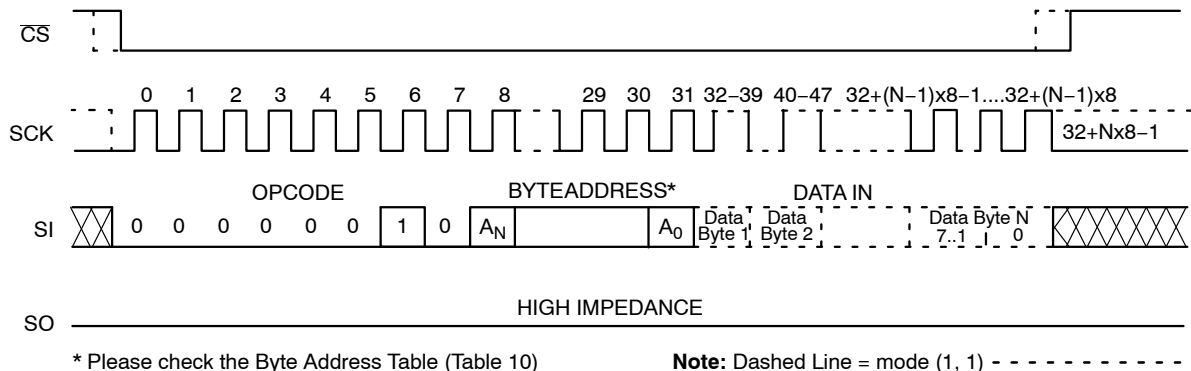 CS
0 1 2 3 4 5 6 7 8 29 30 31 32–39 40–47 32+(N–1)x8–1....32+(N–1)x8
SCK
32+Nx8–1
OPCODE BYTEADDRESS* DATA IN
SI 0 0 0 0 0 0 1 0 AN A0 Data Byte 1 Data Byte 2 Data Byte N 7..1 0
HIGH IMPEDANCE
SO
* Please check the Byte Address Table (Table 10) Note: Dashed Line = mode (1, 1)